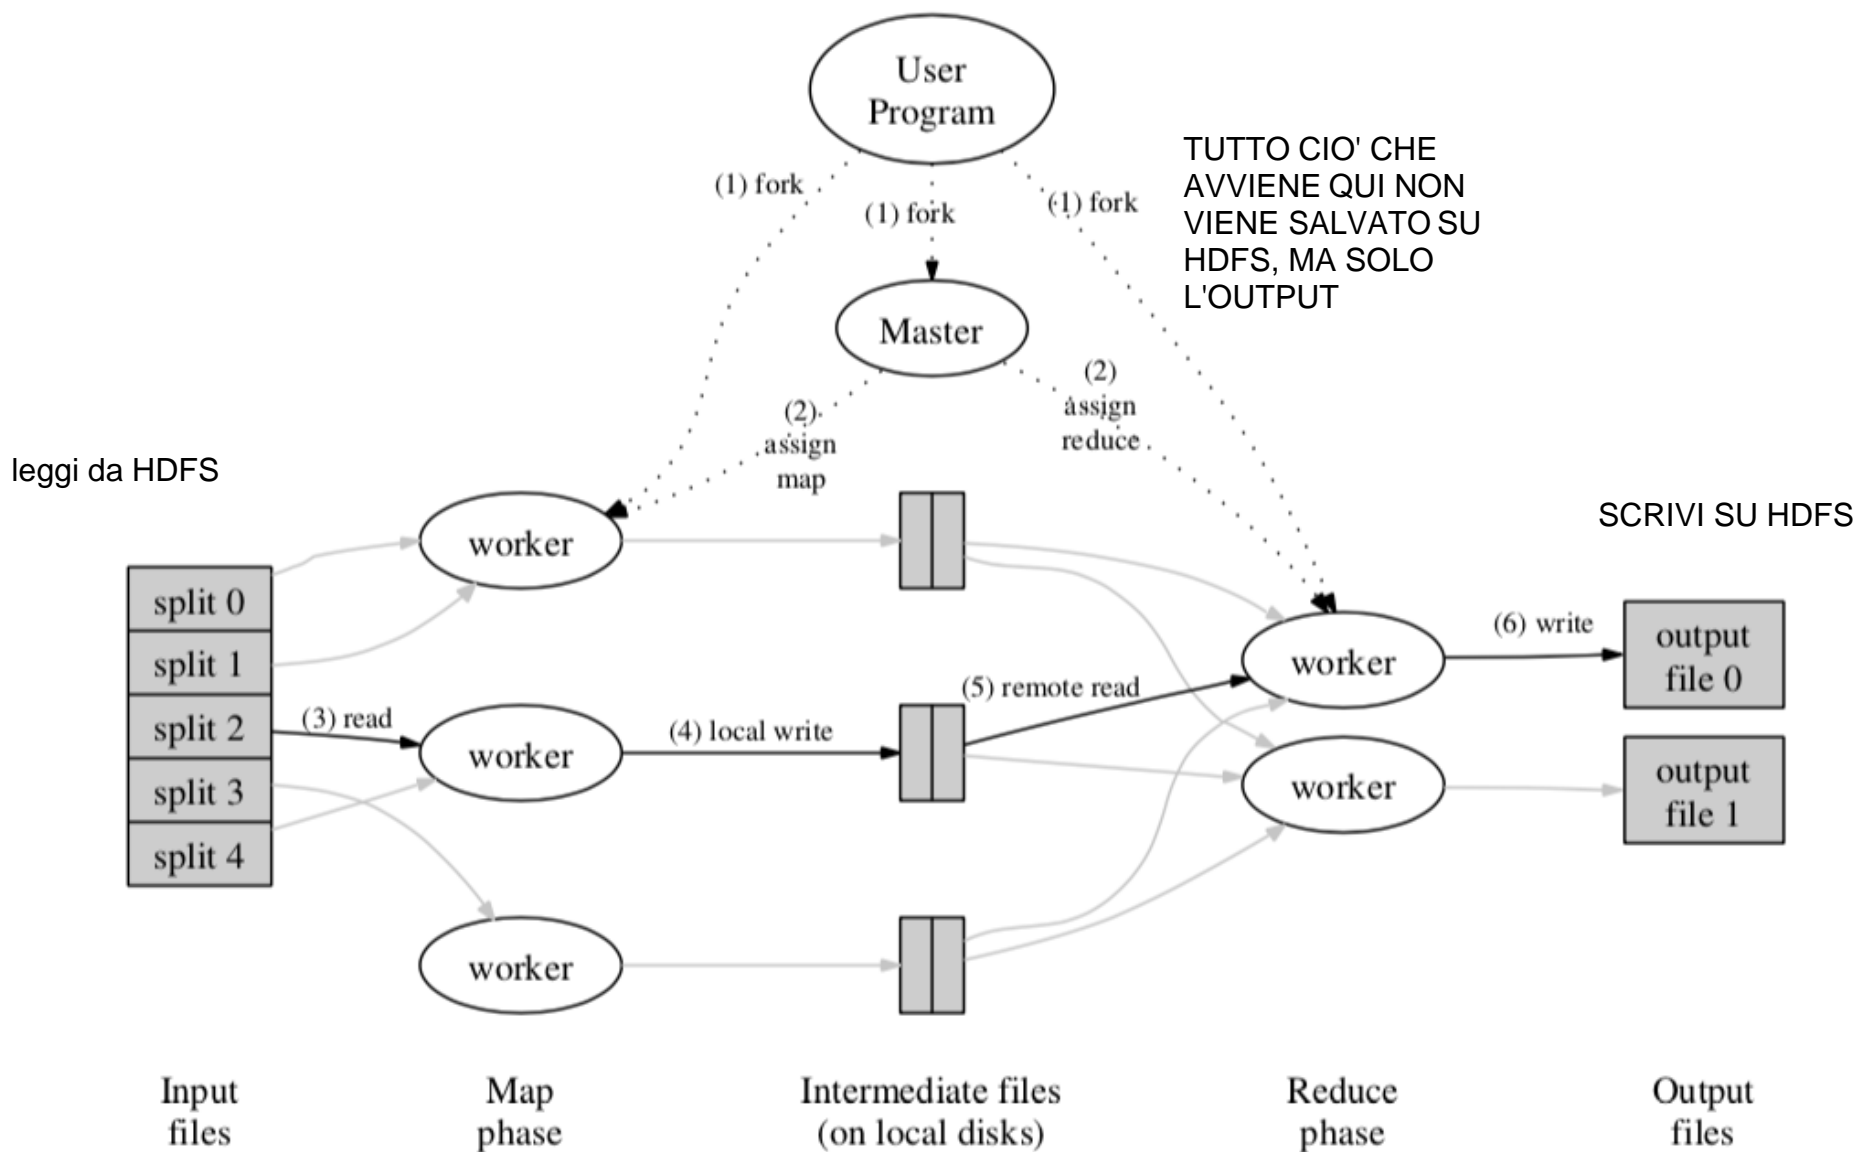 User
Program
TUTTO CIO' CHE
AVVIENE QUI NON
VIENE SALVATO SU
HDFS, MA SOLO
L'OUTPUT
(1) fork
(1) fork
(1) fork
Master
(2)
assign
map
(2)
assign
reduce
leggi da HDFS
SCRIVI SU HDFS
split 0
split 1
split 2
split 3
split 4
(3) read
worker
worker
worker
(4) local write
(5) remote read
worker
worker
(6) write
output
file 0
output
file 1
Input
files
Map
phase
Intermediate files
(on local disks)
Reduce
phase
Output
files